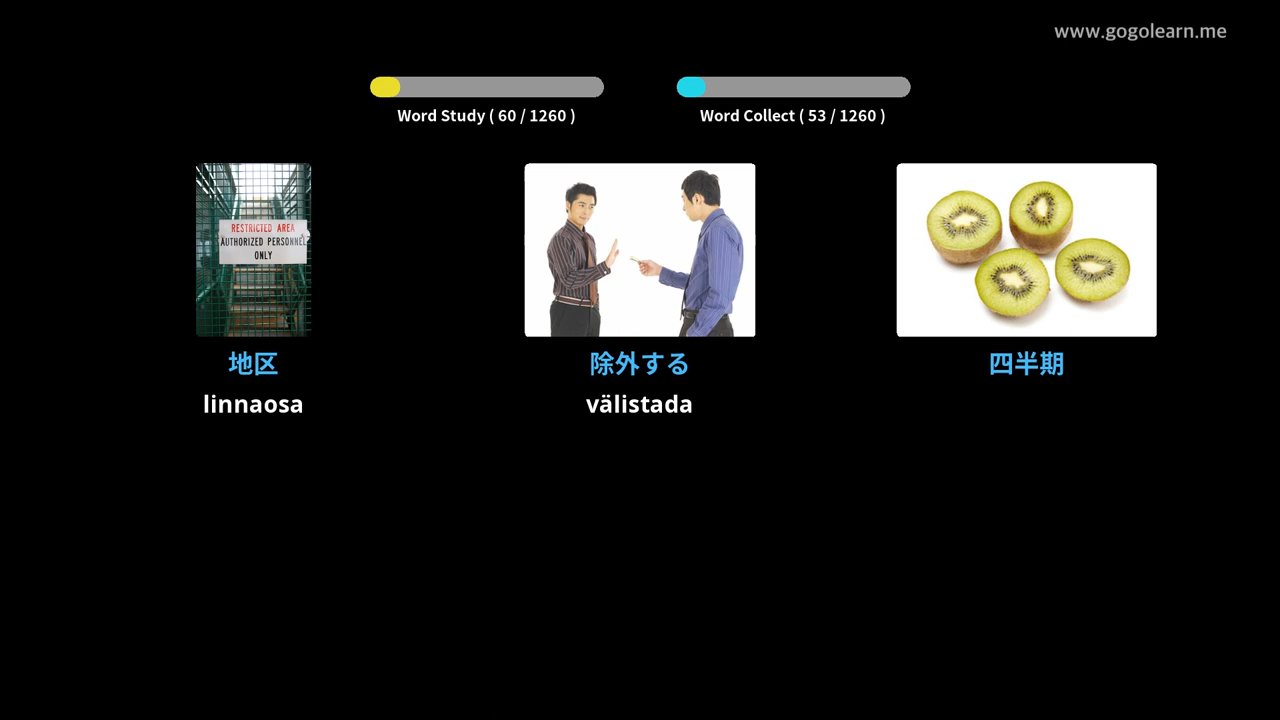 www.gogolearn.me
Word Study ( 60 / 1260 )
Word Collect ( 53 / 1260 )
RESTRICTED AREA
AUTHORIZED PERSONNEL
ONLY
地区
除外する
四半期
linnaosa
välistada